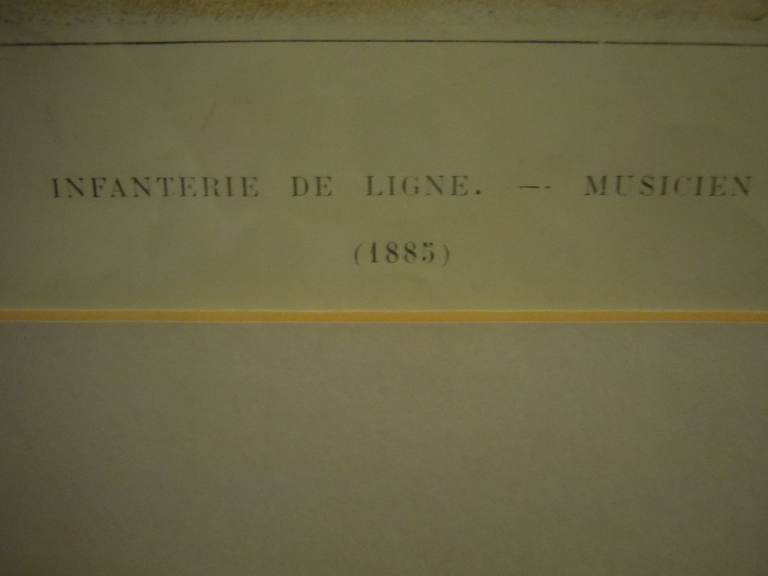 INFANTERIE DE LIGNE. — MUSICIEN
(1885)